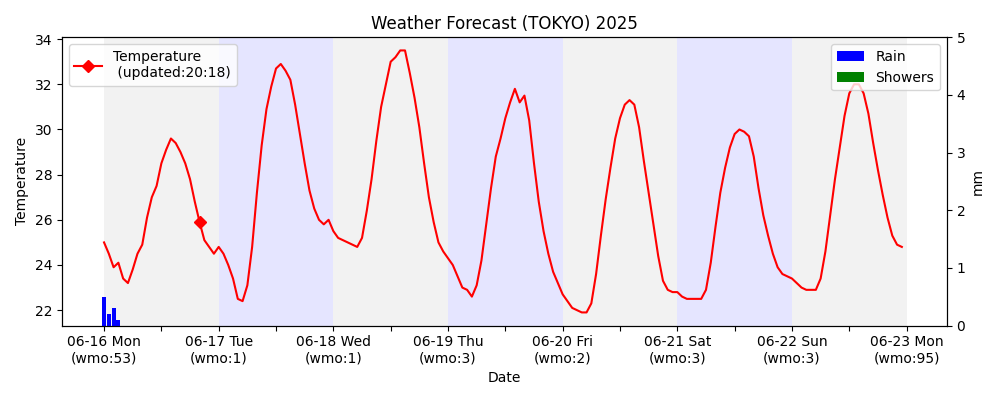 Weather Forecast (TOKYO) 2025
Temperature
(updated:20:18)
Rain
Showers
34
32
30
28
26
24
22
Temperature
5
4
3
2
1
0
mm
06-16 Mon
(wmo:53)
06-17 Tue
(wmo:1)
06-18 Wed
(wmo:1)
06-19 Thu
(wmo:3)
06-20 Fri
(wmo:2)
06-21 Sat
(wmo:3)
06-22 Sun
(wmo:3)
06-23 Mon
(wmo:95)
Date